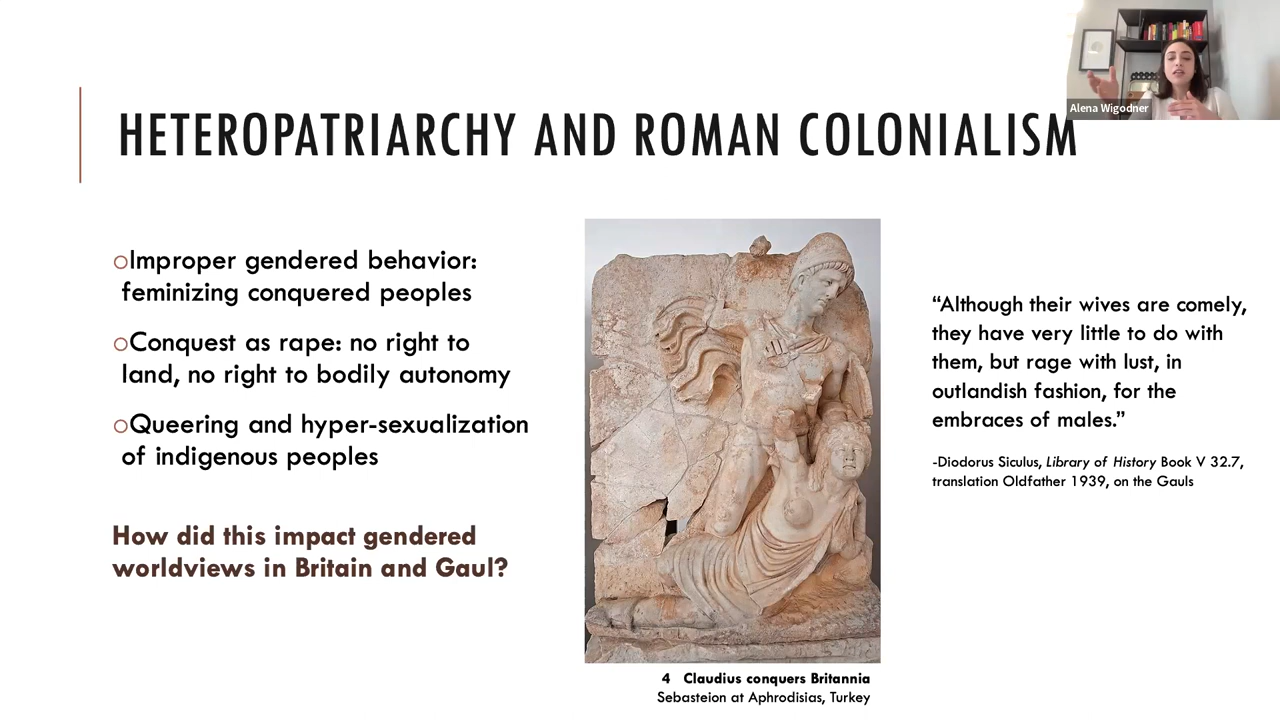 Alena Wigodner
HETEROPATRIARCHY AND ROMAN COLONIALISM
oImproper gendered behavior:
feminizing conquered peoples
oConquest as rape: no right to
land, no right to bodily autonomy
oQueering and hyper-sexualization
of indigenous peoples
How did this impact gendered
worldviews in Britain and Gaul?
4 Claudius conquers Britannia
Sebasteion at Aphrodisias, Turkey
“Although their wives are comely,
they have very little to do with
them, but rage with lust, in
outlandish fashion, for the
embraces of males.”
-Diodorus Siculus, Library of History Book V 32.7,
translation Oldfather 1939, on the Gauls